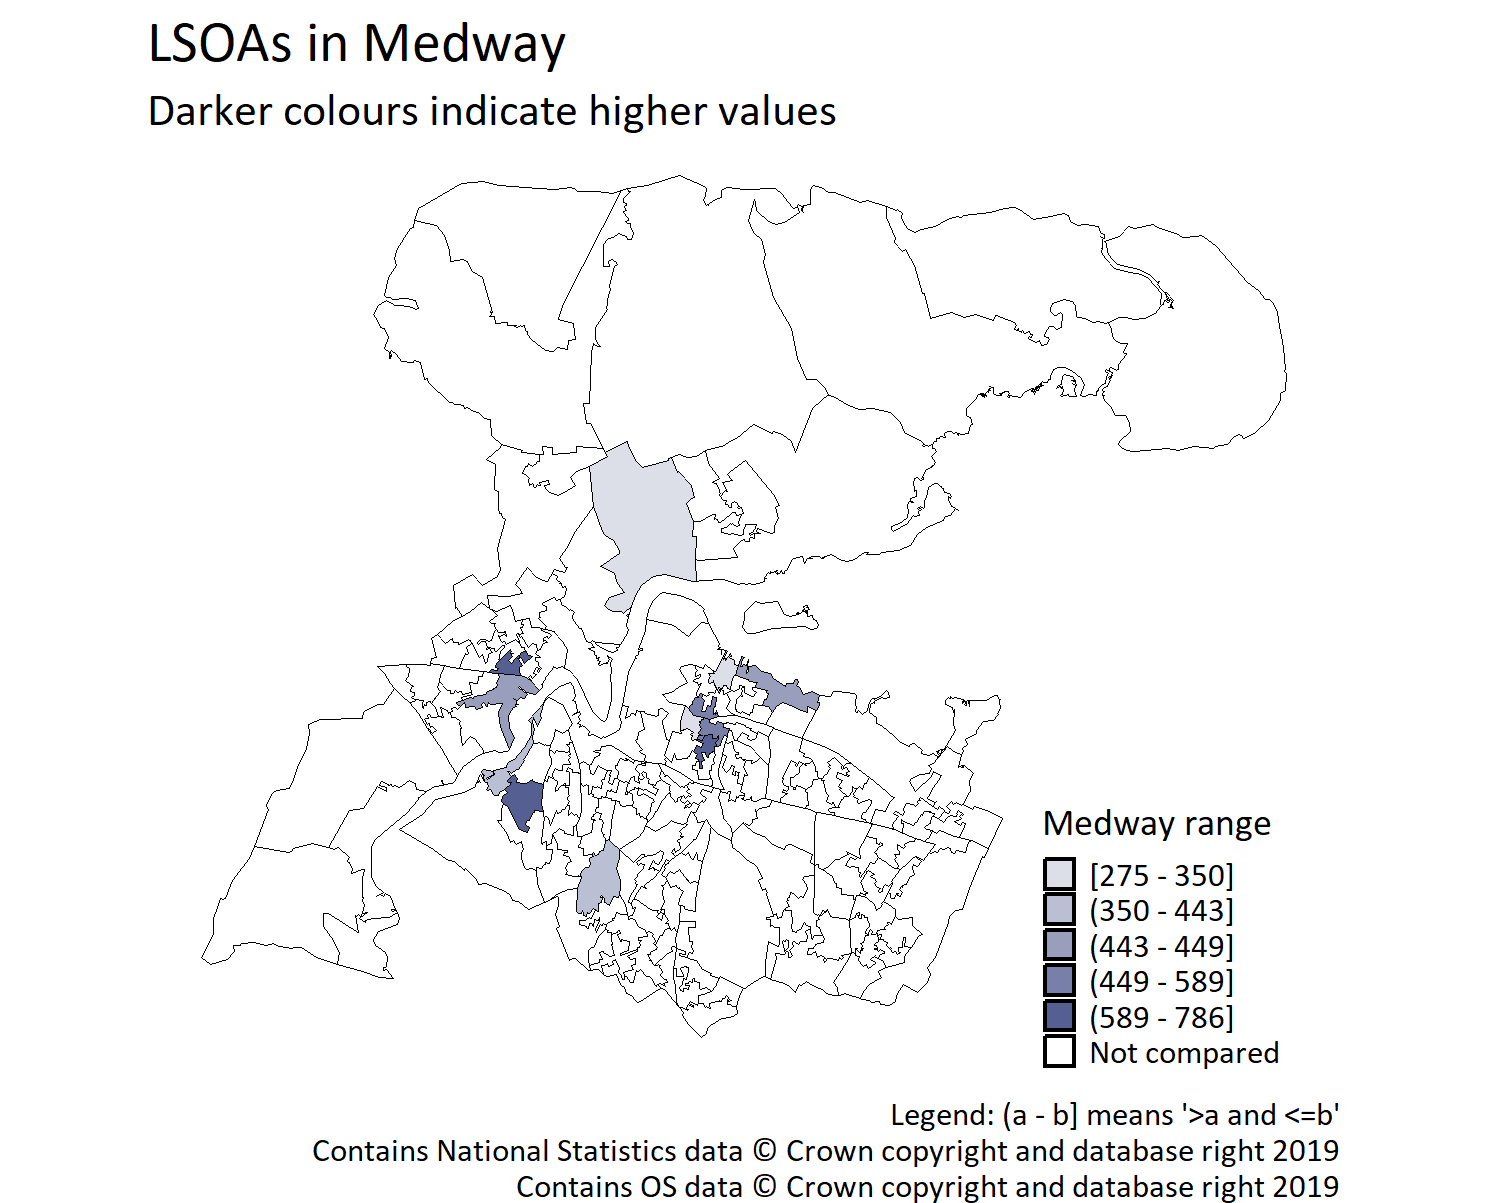 LSOAs in Medway
Darker colours indicate higher values
Medway range
[275 - 350]
(350 - 443]
(443 - 449]
(449 - 589]
(589 - 786]
Not compared
Legend: (a - b] means '>a and <=b'
Contains National Statistics data © Crown copyright and database right 2019
Contains OS data © Crown copyright and database right 2019